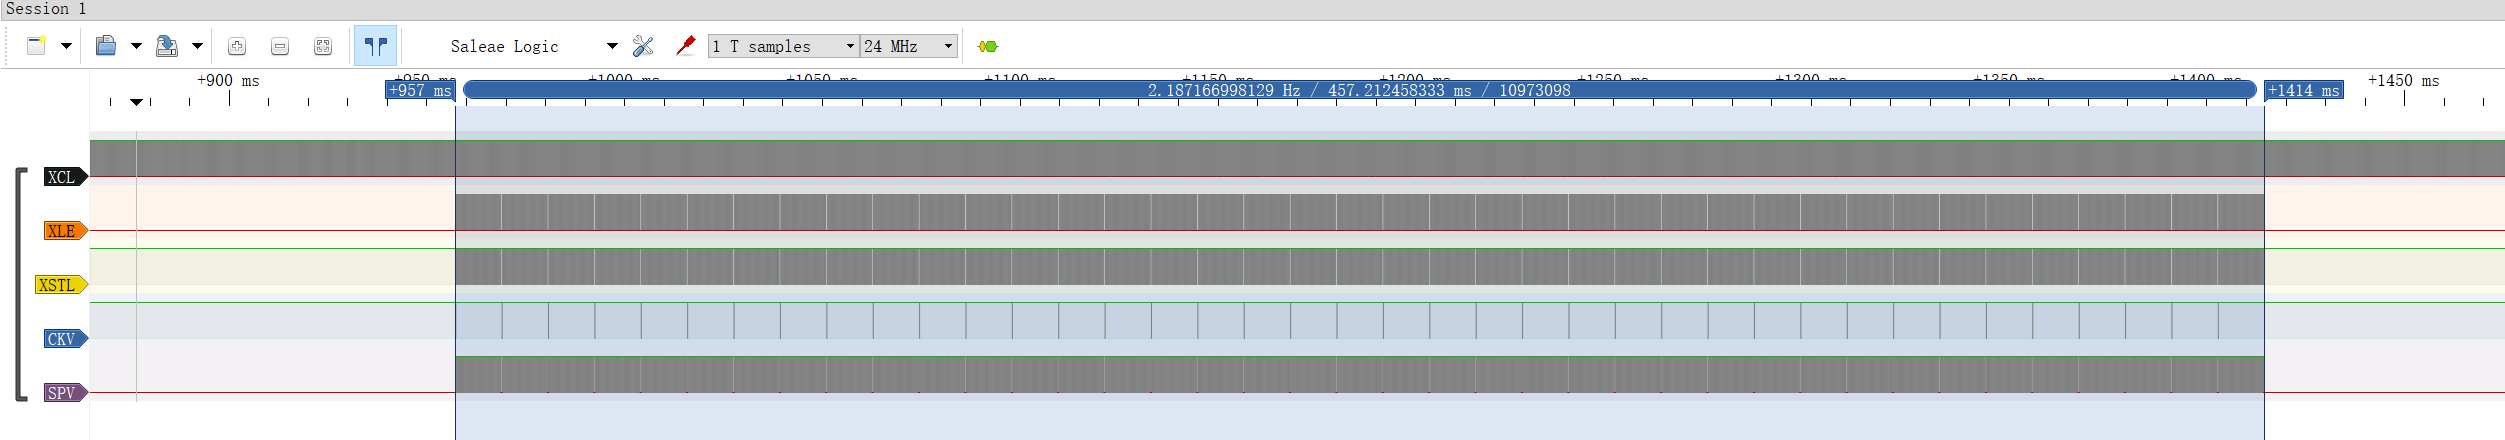 Session 1
Saleae Logic 1 T samples 24 MHz
+900 ms +950 ms +1000 ms +1050 ms +1100 ms +1150 ms +1200 ms +1250 ms +1300 ms +1350 ms +1400 ms +1450 ms
+957 ms 2.187166998129 Hz / 457.212458333 ms / 10973098 +1414 ms
XCL
XLE
XSTL
CKV
SPV